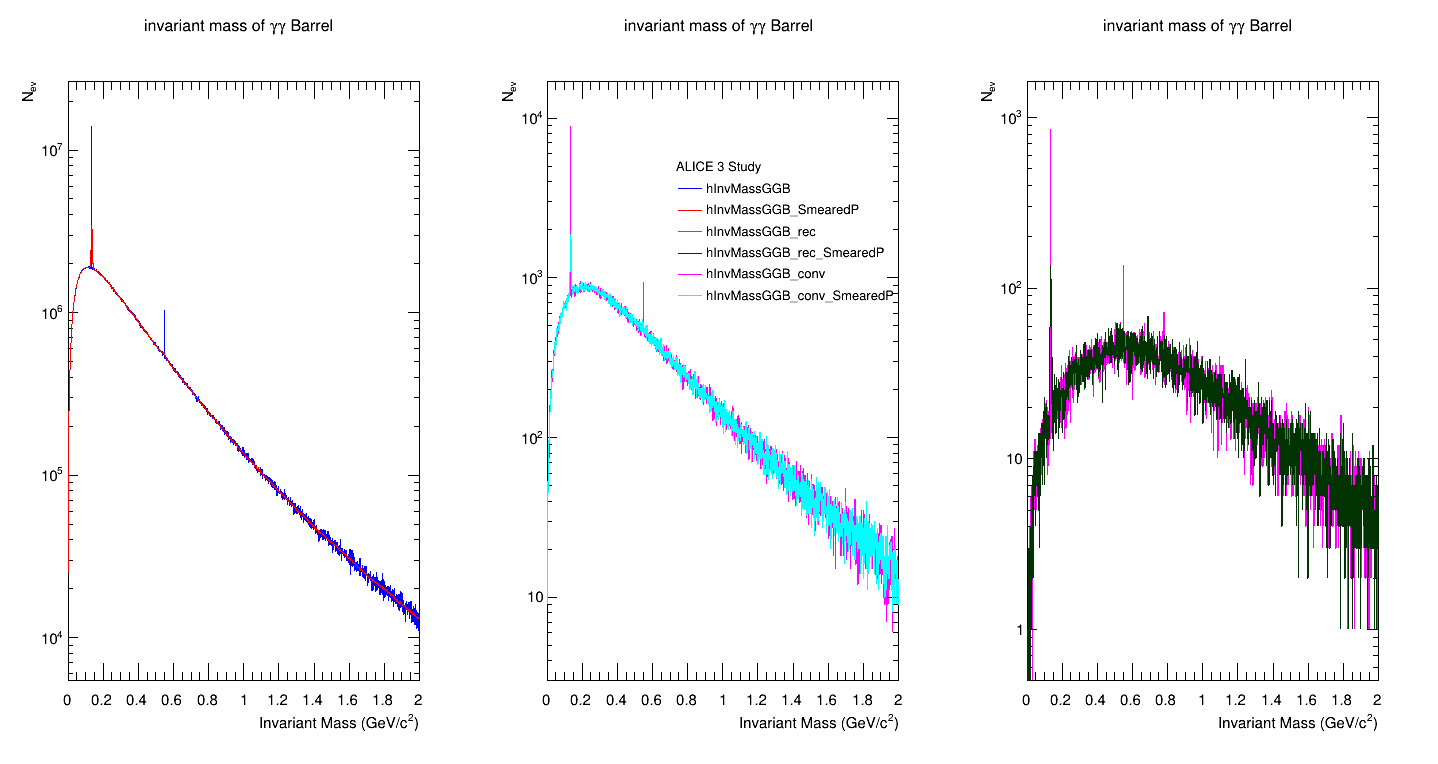 invariant mass of γγ Barrel
N_ev
10^7
10^6
10^5
10^4
0 0.2 0.4 0.6 0.8 1 1.2 1.4 1.6 1.8 2
Invariant Mass (GeV/c^2)
invariant mass of γγ Barrel
N_ev
10^4
10^3
10^2
10
ALICE 3 Study
hInvMassGGB
hInvMassGGB_SmearedP
hInvMassGGB_rec
hInvMassGGB_rec_SmearedP
hInvMassGGB_conv
hInvMassGGB_conv_SmearedP
0 0.2 0.4 0.6 0.8 1 1.2 1.4 1.6 1.8 2
Invariant Mass (GeV/c^2)
invariant mass of γγ Barrel
N_ev
10^3
10^2
10
1
0 0.2 0.4 0.6 0.8 1 1.2 1.4 1.6 1.8 2
Invariant Mass (GeV/c^2)